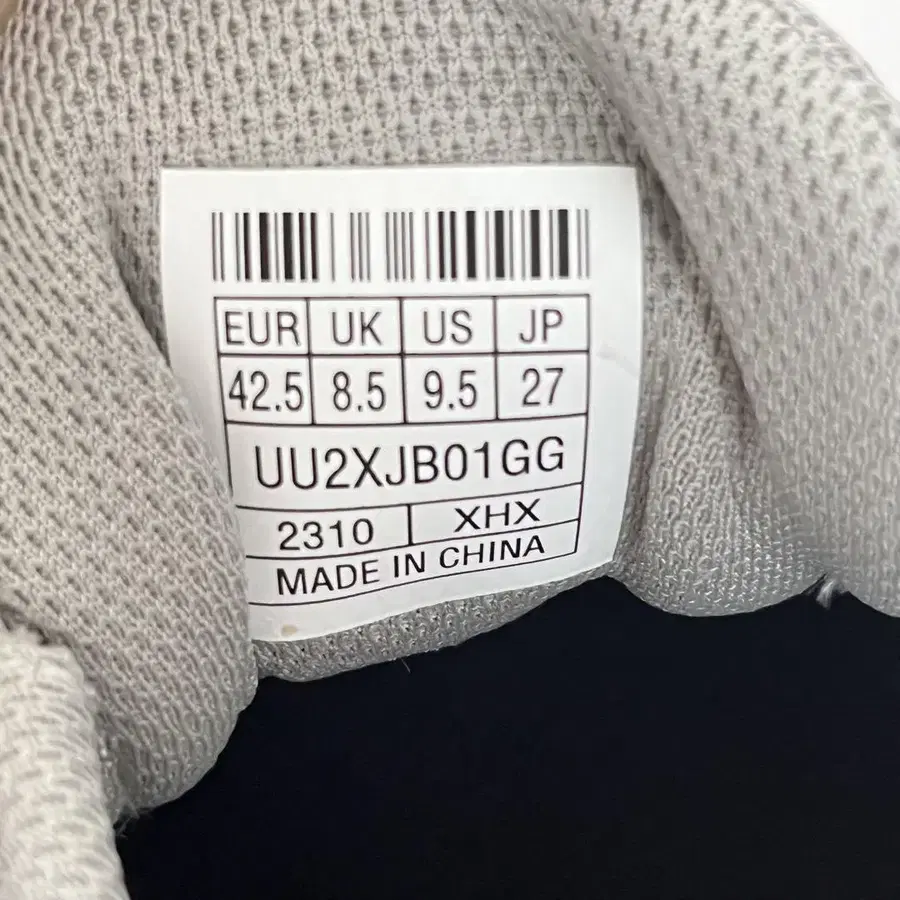 EUR UK US JP
42.5 8.5 9.5 27
UU2XJB01GG
2310 XHX
MADE IN CHINA